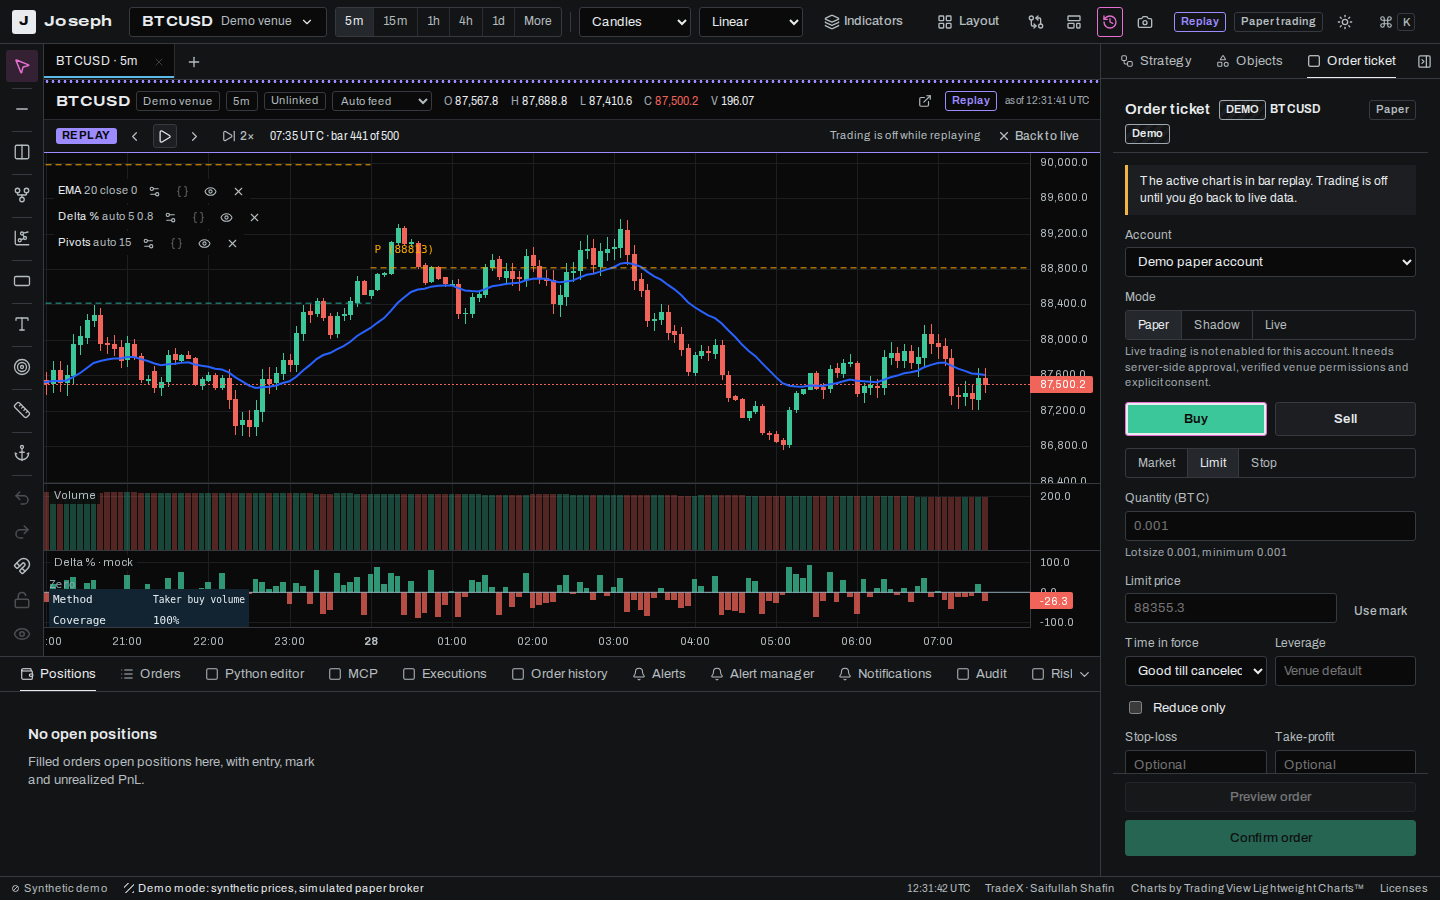 J Joseph BTCUSD Demo venue 5m 15m 1h 4h 1d More Candles Linear Indicators Layout Replay Paper trading ⌘ K
BTCUSD · 5m × +
Strategy Objects Order ticket
BTCUSD Demo venue 5m Unlinked Auto feed O 87,567.8 H 87,688.8 L 87,410.6 C 87,500.2 V 196.07 Replay as of 12:31:41 UTC
REPLAY 2× 07:35 UTC · bar 441 of 500 Trading is off while replaying Back to live
EMA 20 close 0
Delta % auto 5 0.8
Pivots auto 15
90,000.0
89,600.0
89,200.0
88,800.0
88,400.0
88,000.0
87,600.0
87,500.2
87,200.0
86,800.0
86,400.0
Volume
200.0
Delta % · mock
100.0
Zero
-26.3
-100.0
Method Taker buy volume
Coverage 100%
:00 21:00 22:00 23:00 28 01:00 02:00 03:00 04:00 05:00 06:00 07:00
Positions Orders Python editor MCP Executions Order history Alerts Alert manager Notifications Audit
No open positions
Filled orders open positions here, with entry, mark
and unrealized PnL.
Order ticket DEMO BTCUSD Paper
Demo
The active chart is in bar replay. Trading is off
until you go back to live data.
Account
Demo paper account
Mode
Paper Shadow Live
Live trading is not enabled for this account. It needs
server-side approval, verified venue permissions and
explicit consent.
Buy Sell
Market Limit Stop
Quantity (BTC)
0.001
Lot size 0.001, minimum 0.001
Limit price
88355.3 Use mark
Time in force Leverage
Good till canceled Venue default
Reduce only
Stop-loss Take-profit
Optional Optional
Preview order
Confirm order
Synthetic demo Demo mode: synthetic prices, simulated paper broker 12:31:42 UTC TradeX · Saifullah Shafin Charts by TradingView Lightweight Charts™ Licenses